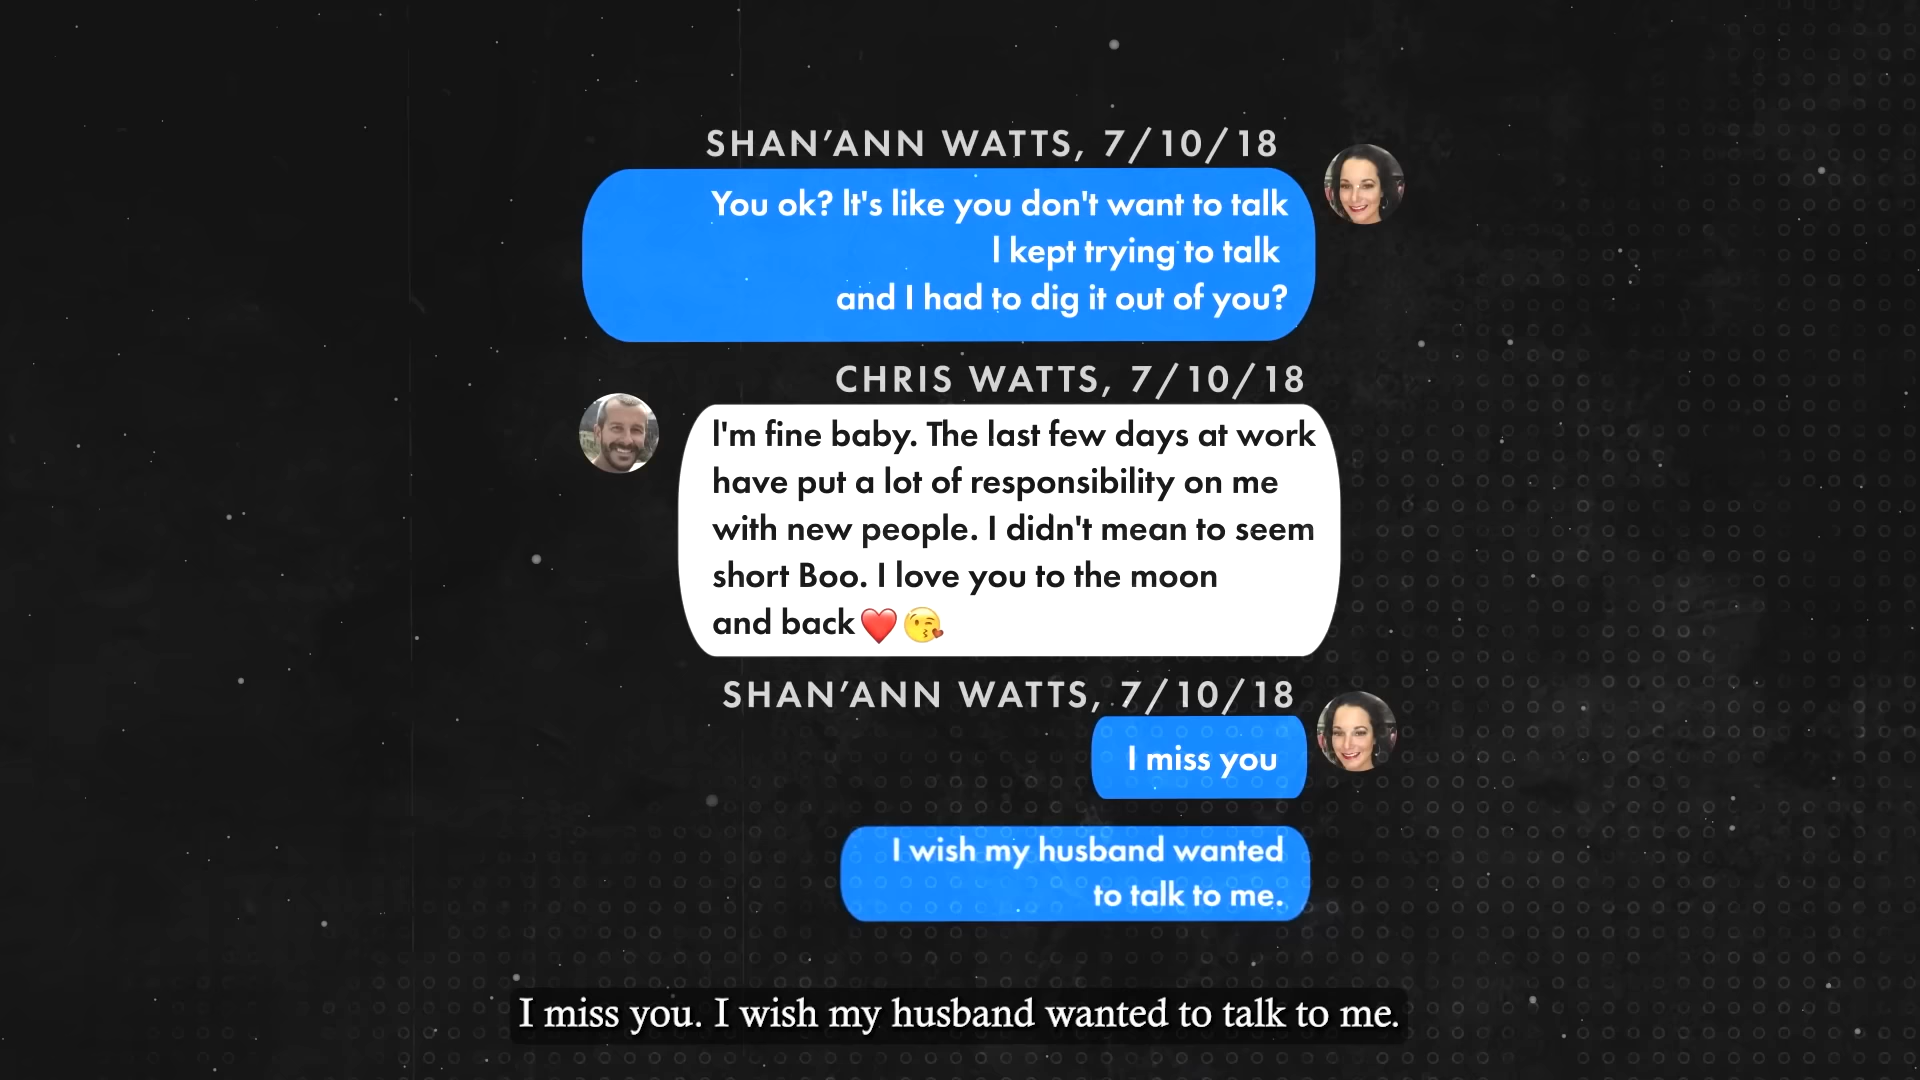 SHAN’ANN WATTS, 7/10/18
You ok? It's like you don't want to talk
I kept trying to talk
and I had to dig it out of you?
CHRIS WATTS, 7/10/18
I'm fine baby. The last few days at work
have put a lot of responsibility on me
with new people. I didn't mean to seem
short Boo. I love you to the moon
and back❤️😘
SHAN’ANN WATTS, 7/10/18
I miss you
I wish my husband wanted
to talk to me.
I miss you. I wish my husband wanted to talk to me.